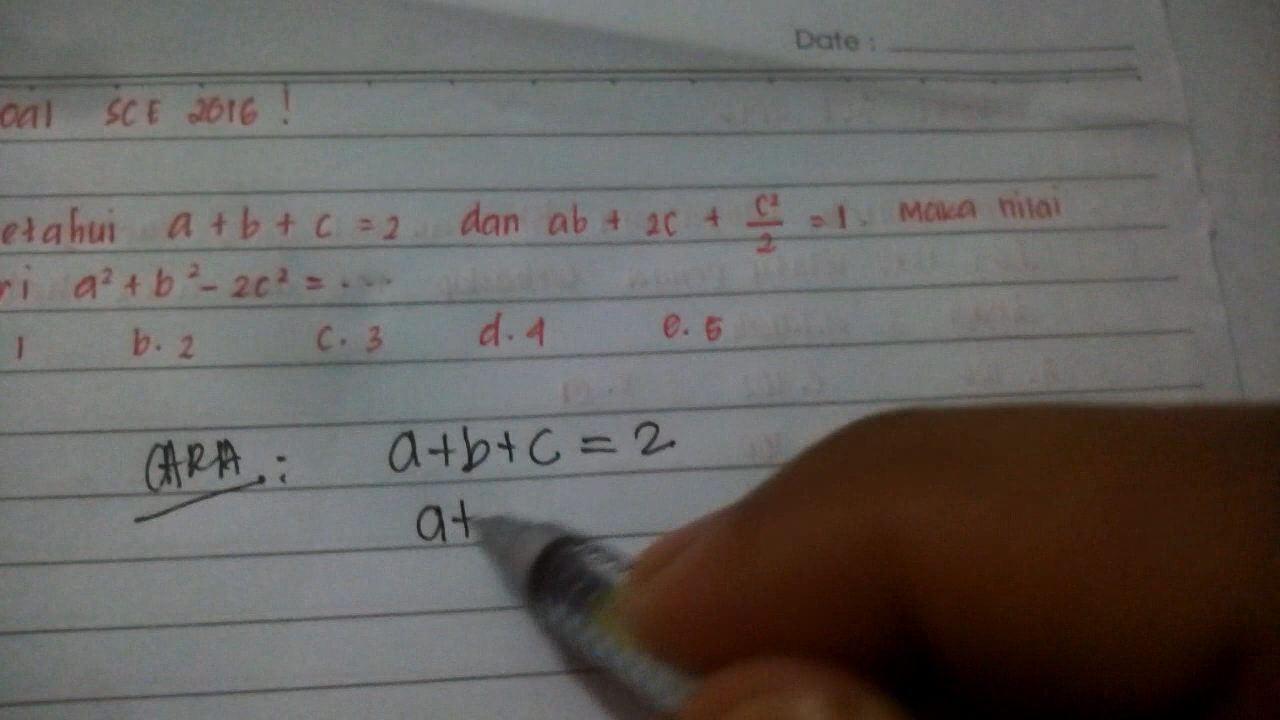 Date :
oal SCE 2016 !
etahui a + b + c = 2 dan ab + 2c + c²/2 = 1. Maka nilai
ri a² + b² - 2c² = ....
1 b. 2 c. 3 d. 4 e. 5
CARA : a+b+c = 2
a+